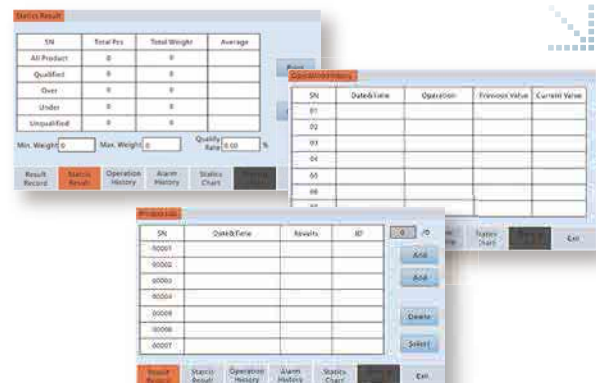 Statics Result
SN Total Pcs Total Weight Average
All Product 0 0
Qualified 0 0
Over 0 0
Under 0 0
Unqualified 0 0
Min. Weight 0 Max. Weight 0 Qualify Rate 0.00 %
Result Record Statics Result Operation History Alarm History Statics Chart
Print
Operation History
SN Date&Time Operation Previous Value Current Value
01
02
03
04
05
06
Statics Chart
Exit
SN Date&Time Results ID 0 /0
00001
00002
00003
00004
00005
00006
00007
Add
Add
Delete
Select
Result Record Statics Result Operation History Alarm History Statics Chart
Exit